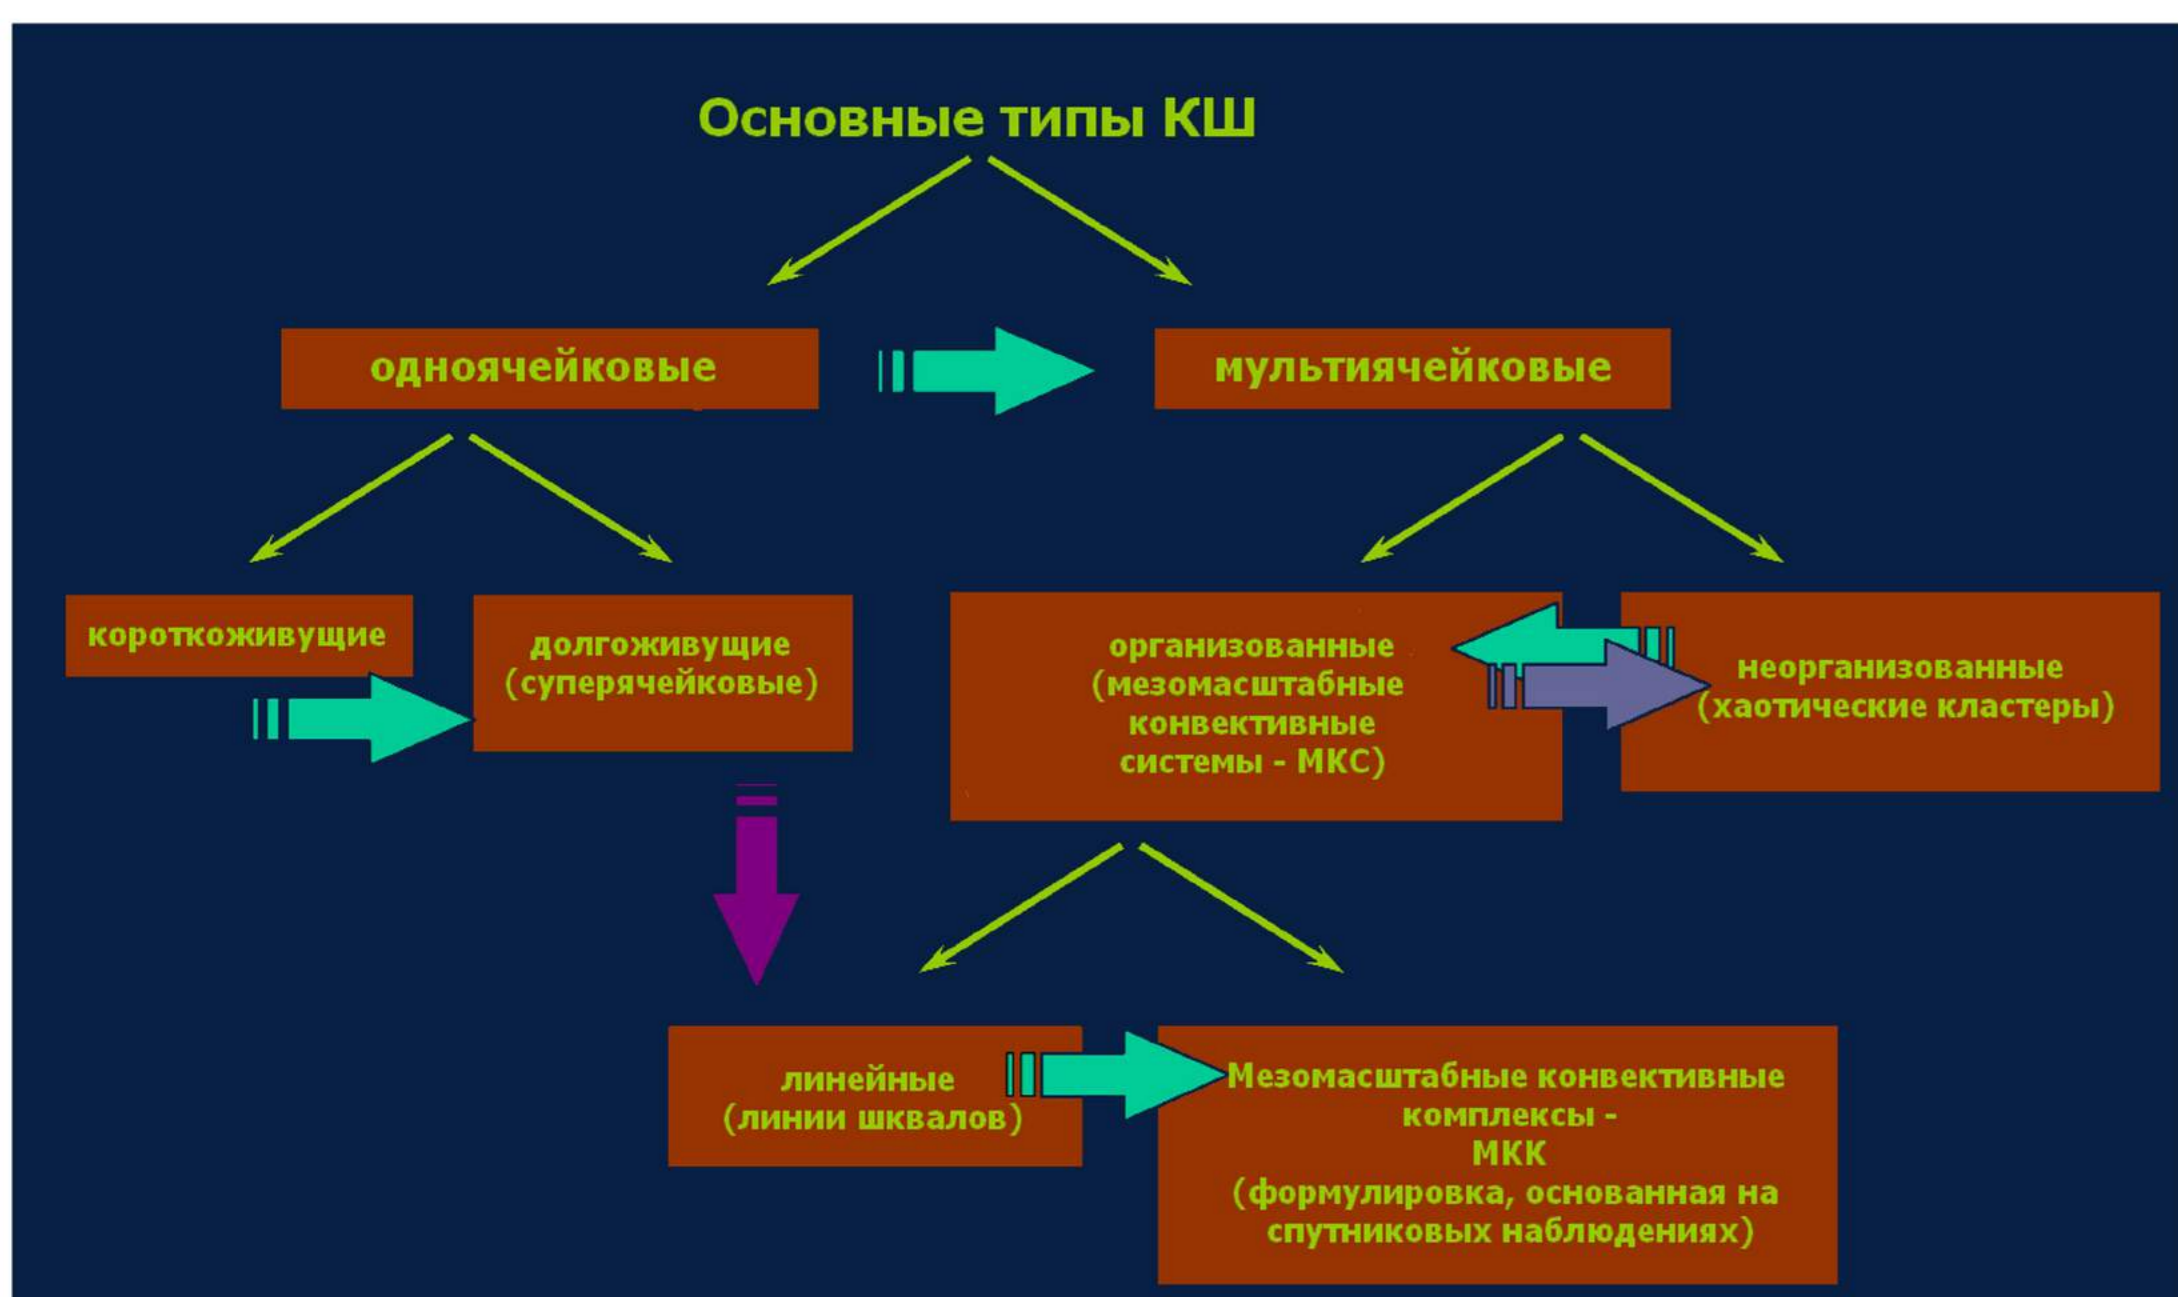 Основные типы КШ
одноячейковые
мультиячейковые
короткоживущие
долгоживущие
(суперячейковые)
организованные
(мезомасштабные
конвективные
системы - МКС)
неорганизованные
(хаотические кластеры)
линейные
(линии шквалов)
Мезомасштабные конвективные
комплексы -
МКК
(формулировка, основанная на
спутниковых наблюдениях)